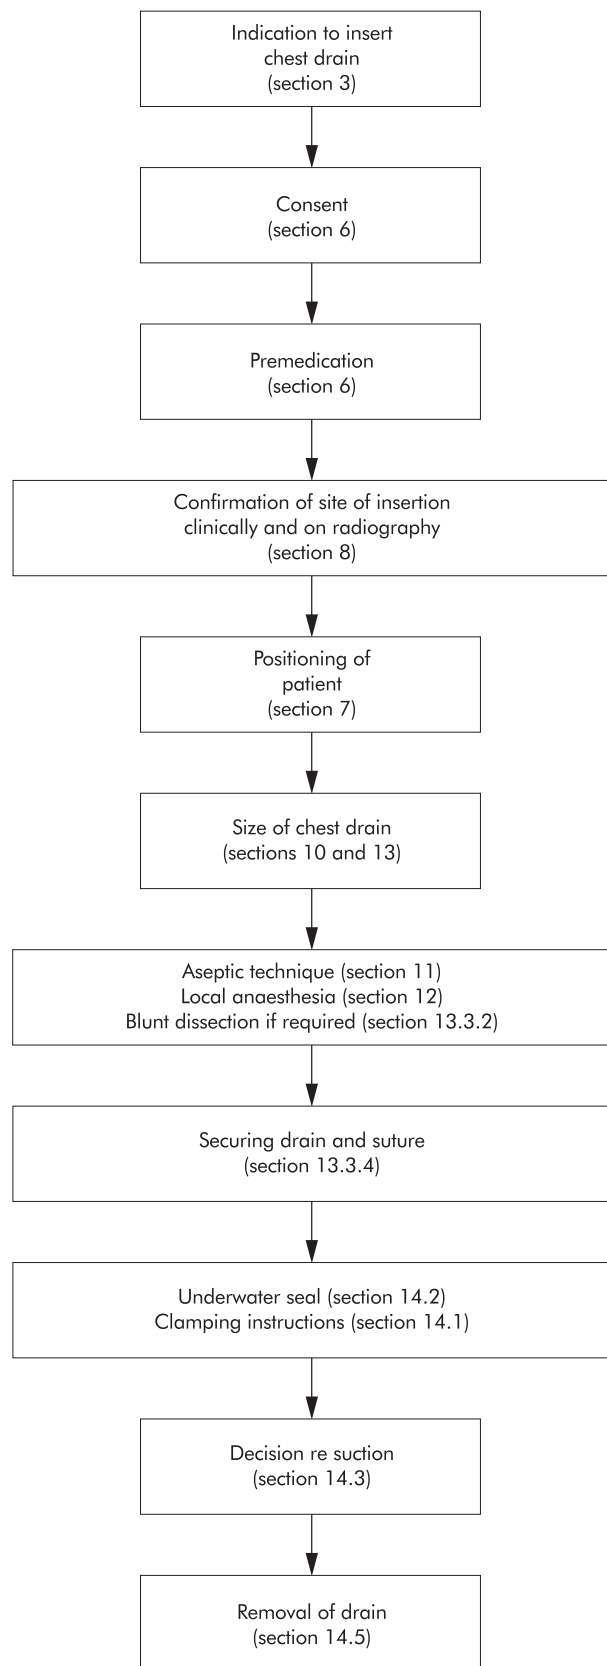 Indication to insert
chest drain
(section 3)
Consent
(section 6)
Premedication
(section 6)
Confirmation of site of insertion
clinically and on radiography
(section 8)
Positioning of
patient
(section 7)
Size of chest drain
(sections 10 and 13)
Aseptic technique (section 11)
Local anaesthesia (section 12)
Blunt dissection if required (section 13.3.2)
Securing drain and suture
(section 13.3.4)
Underwater seal (section 14.2)
Clamping instructions (section 14.1)
Decision re suction
(section 14.3)
Removal of drain
(section 14.5)